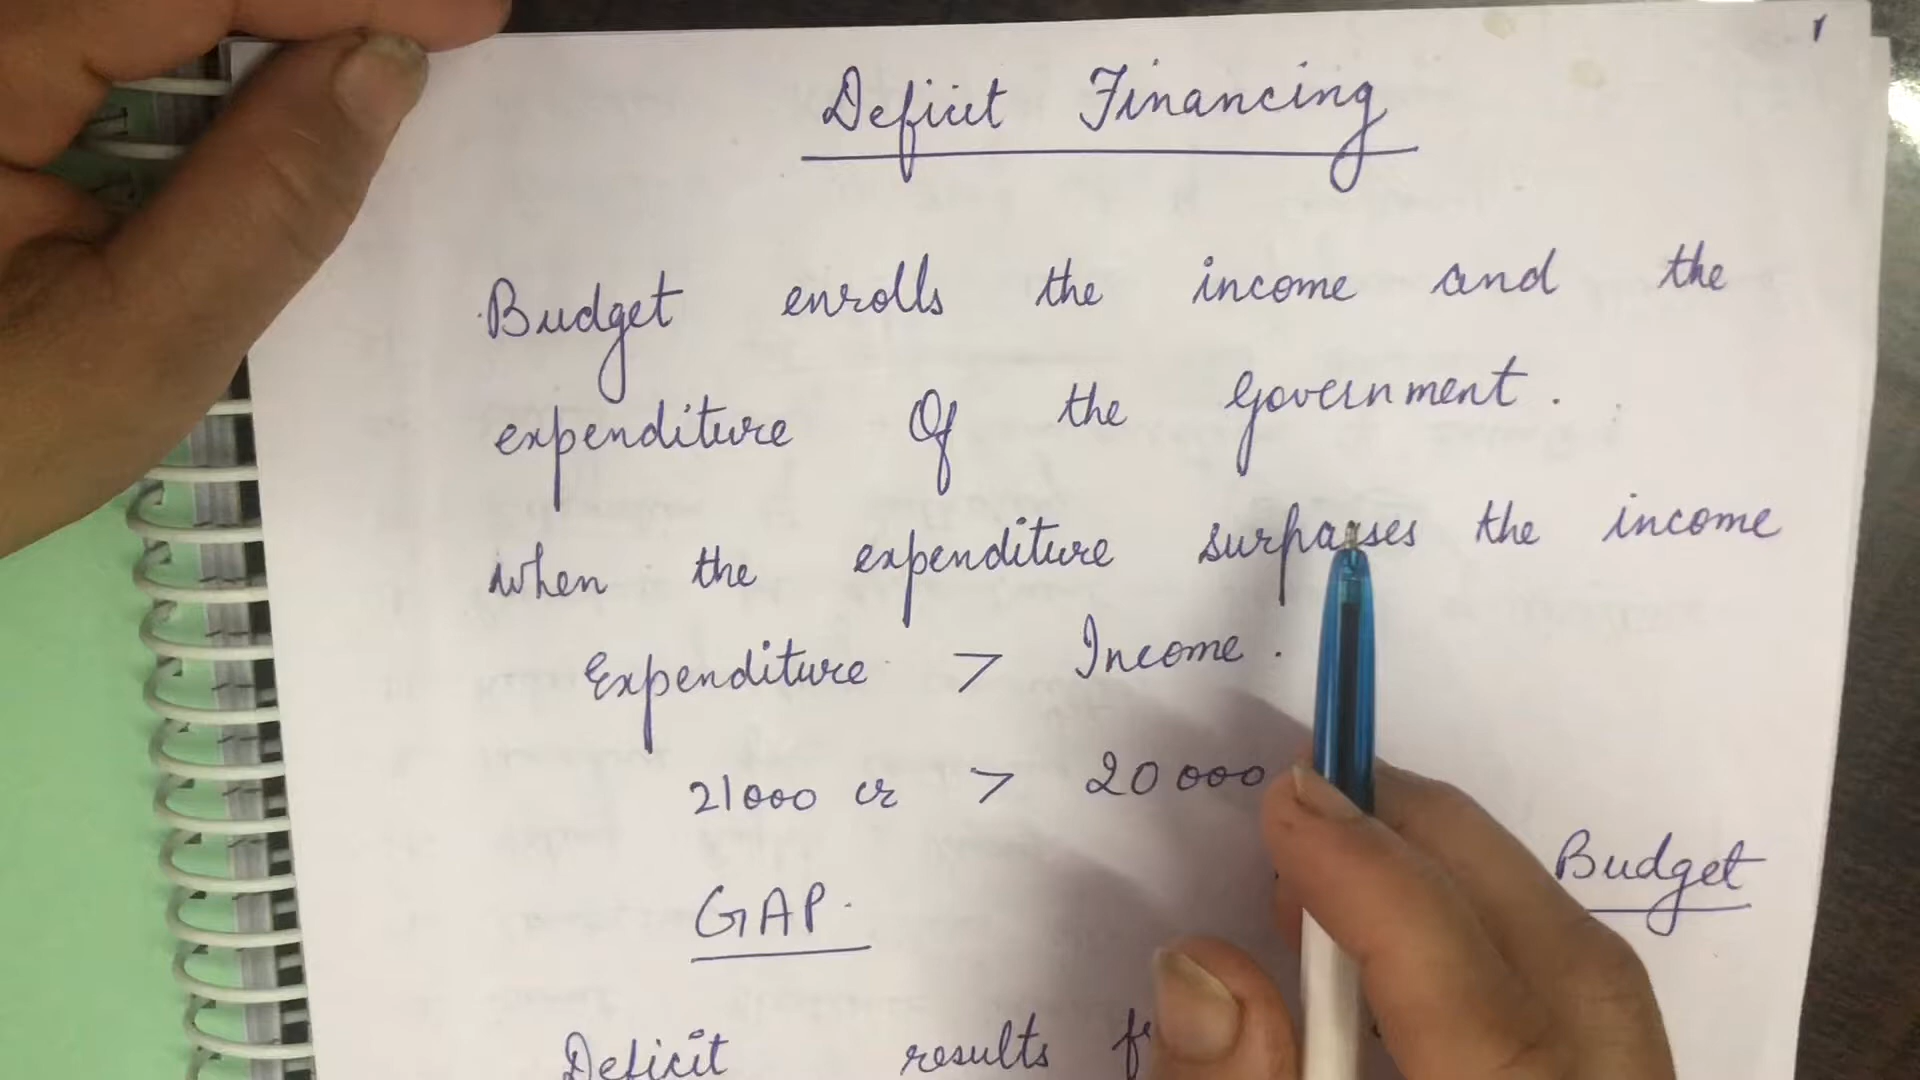 1
Deficit Financing
Budget enrolls the income and the
expenditure Of the Government.
when the expenditure surpasses the income
Expenditure > Income.
21000 cr > 20000
Budget
GAP.
Deficit results